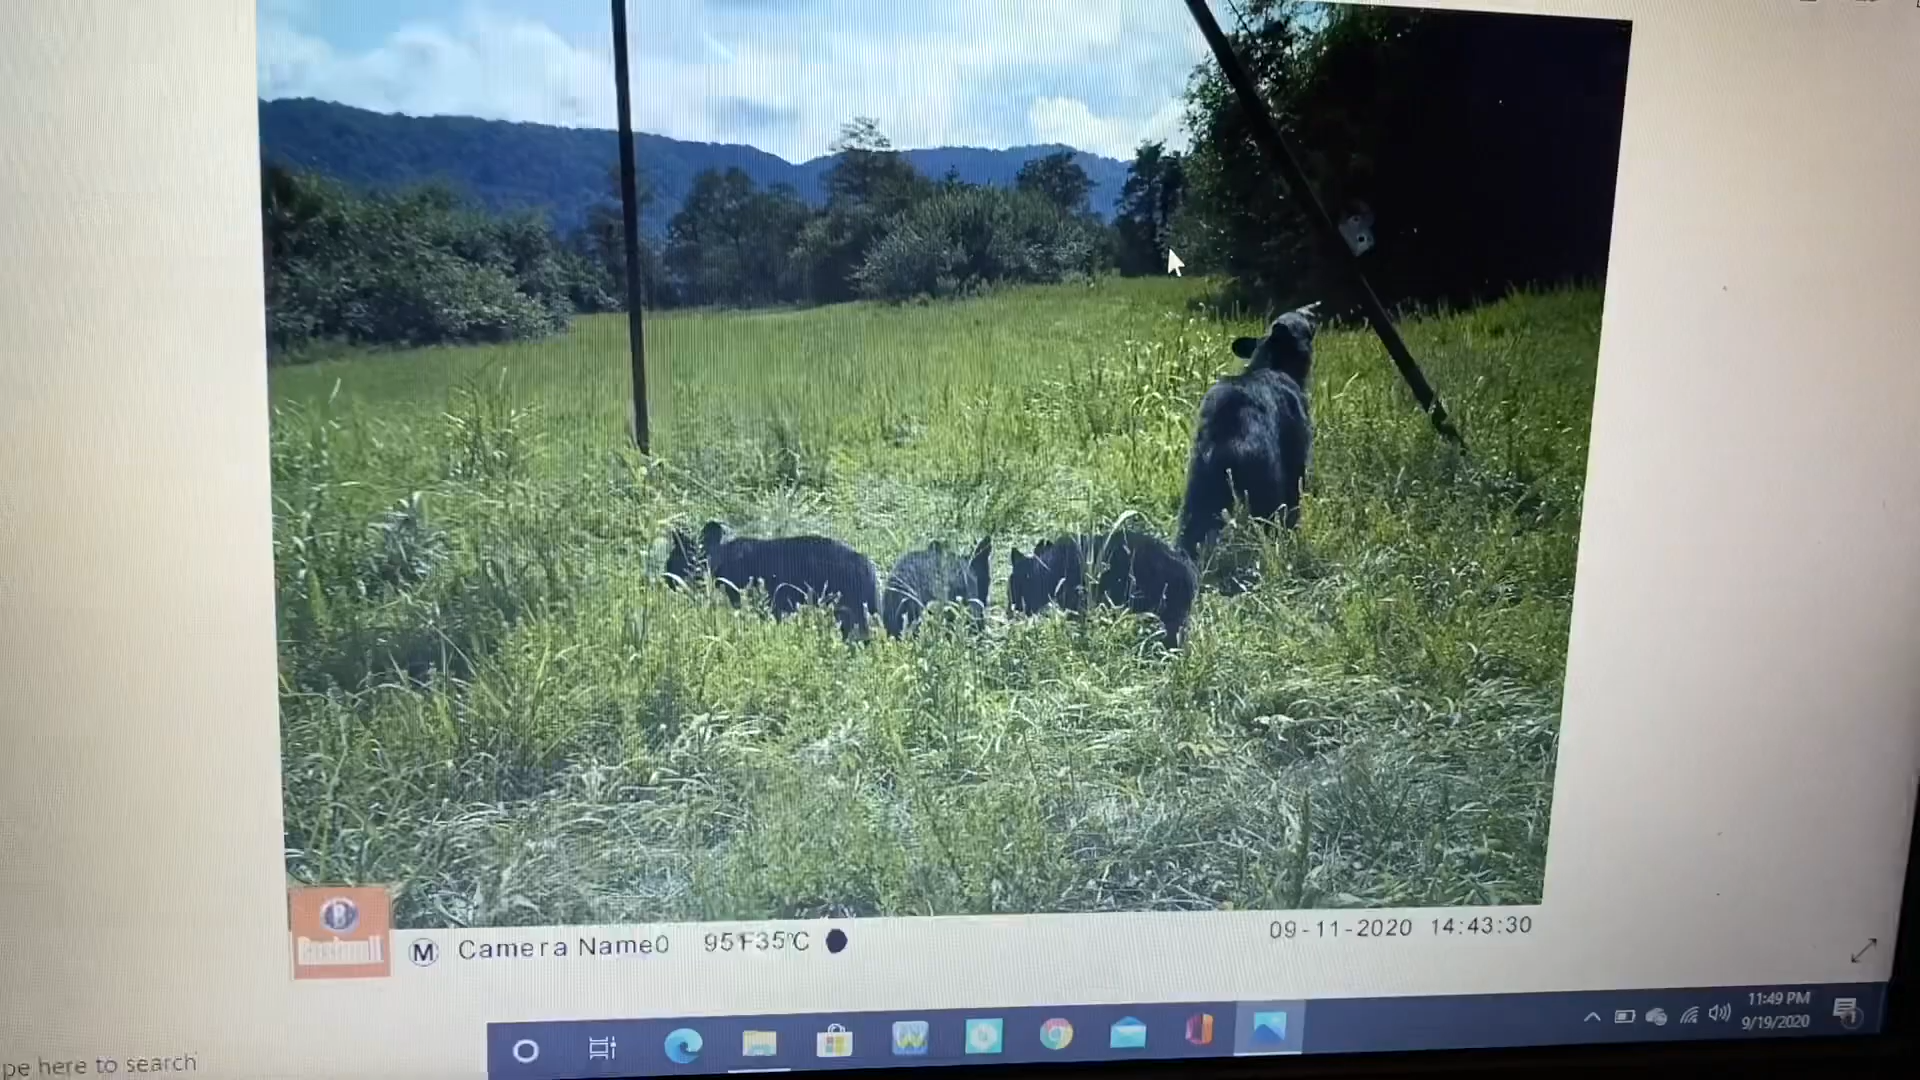 Bushnell
M Camera Name0 95°F35°C 09-11-2020 14:43:30
11:49 PM
9/19/2020
pe here to search